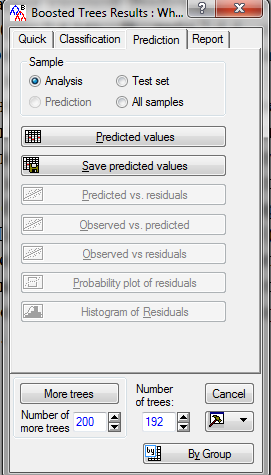 Boosted Trees Results : Wh...
Quick Classification Prediction Report
Sample
Analysis Test set
Prediction All samples
Predicted values
Save predicted values
Predicted vs. residuals
Observed vs. predicted
Observed vs residuals
Probability plot of residuals
Histogram of Residuals
More trees
Number of more trees 200
Number of trees: 192
Cancel
By Group